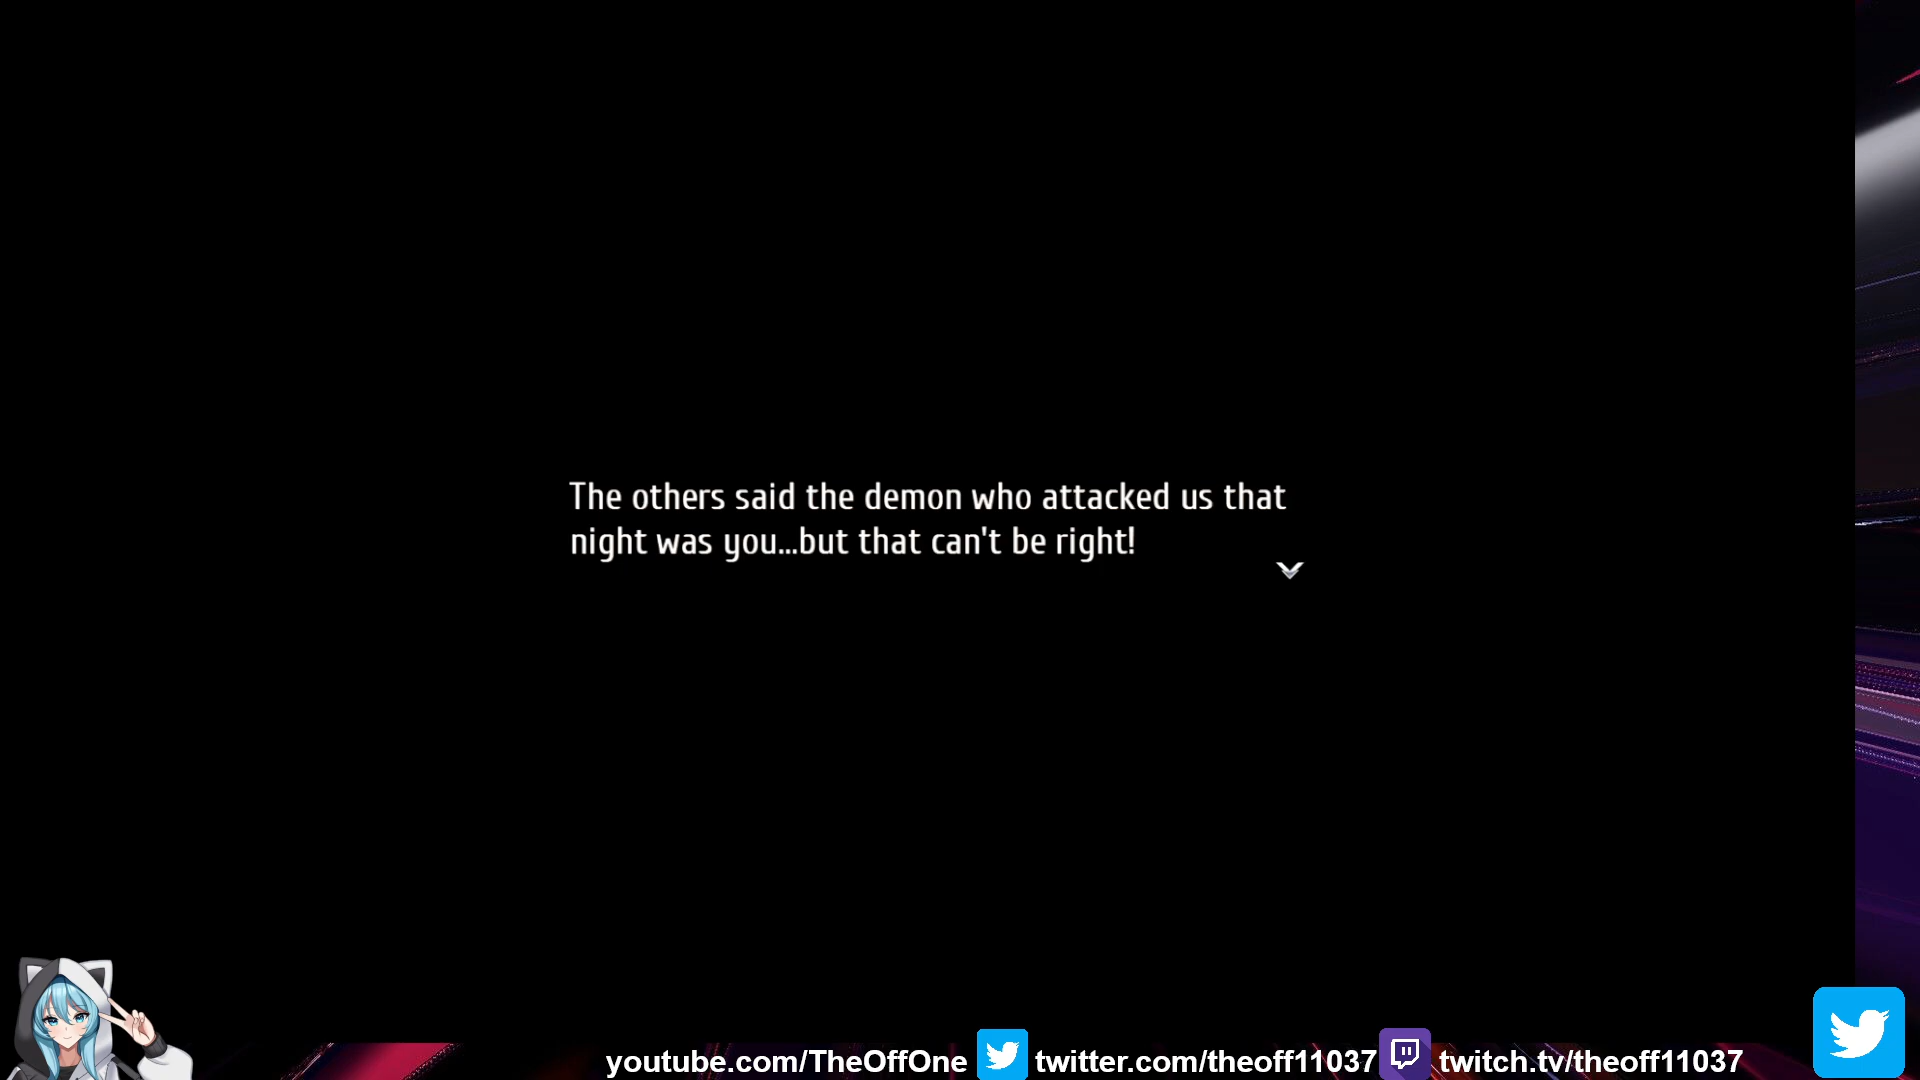 The others said the demon who attacked us that
night was you...but that can't be right!
youtube.com/TheOffOne twitter.com/theoff11037 twitch.tv/theoff11037